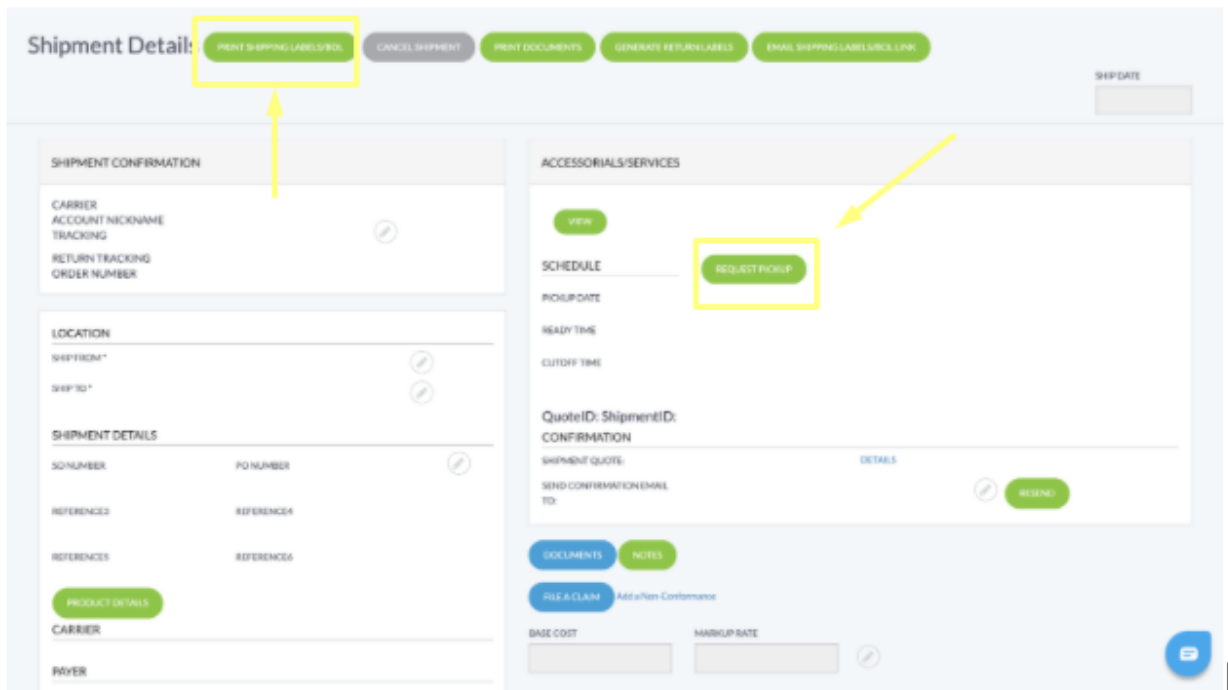 Shipment Details PRINT SHIPPING LABELS/BOL CANCEL SHIPMENT PRINT DOCUMENTS GENERATE RETURN LABELS EMAIL SHIPPING LABELS/BOL LINK
SHIP DATE
SHIPMENT CONFIRMATION
CARRIER
ACCOUNT NICKNAME
TRACKING
RETURN TRACKING
ORDER NUMBER
LOCATION
SHIP FROM*
SHIP TO*
SHIPMENT DETAILS
SO NUMBER PO NUMBER
REFERENCE3 REFERENCE4
REFERENCE5 REFERENCE6
PRODUCT DETAILS
CARRIER
PAYER
ACCESSORIALS/SERVICES
VIEW
SCHEDULE REQUEST PICKUP
PICKUP DATE
READY TIME
CUTOFF TIME
QuoteID: ShipmentID:
CONFIRMATION
SHIPMENT QUOTE: DETAILS
SEND CONFIRMATION EMAIL
TO: RESEND
DOCUMENTS NOTES
FILE A CLAIM Add a Non-Conformance
BASE COST MARKUP RATE